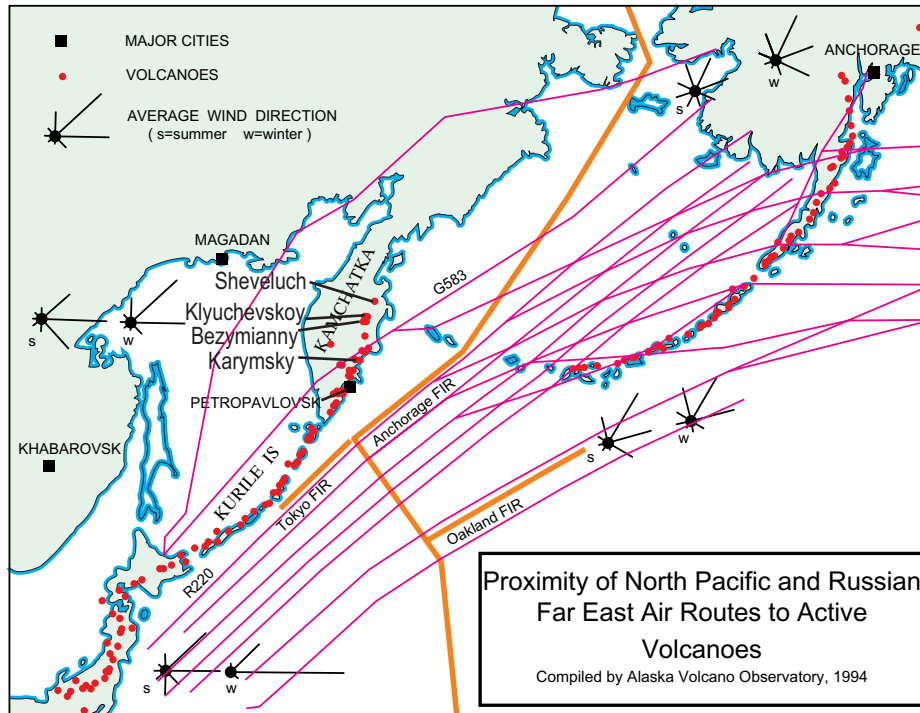 MAJOR CITIES
VOLCANOES
AVERAGE WIND DIRECTION
( s=summer w=winter )
s
w
ANCHORAGE
MAGADAN
Sheveluch
KAMCHATKA
G583
Klyuchevskoy
Bezymianny
Karymsky
s
w
PETROPAVLOVSK
Anchorage FIR
KHABAROVSK
KURILE IS
Tokyo FIR
s
w
Oakland FIR
R220
s
w
Proximity of North Pacific and Russian
Far East Air Routes to Active
Volcanoes
Compiled by Alaska Volcano Observatory, 1994